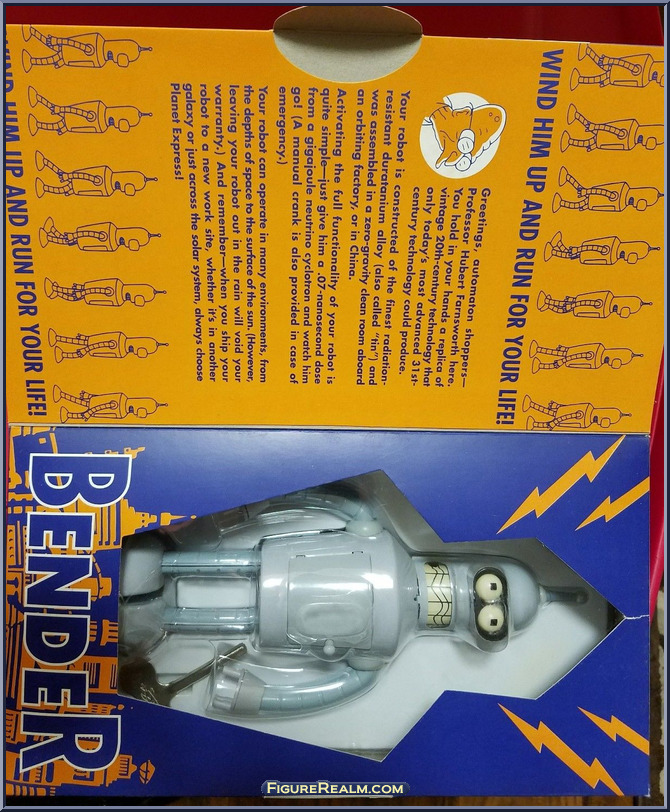 WIND HIM UP AND RUN FOR YOUR LIFE!
Greetings, automaton shoppers—
Professor Hubert Farnsworth here.
You hold in your hands a replica of
vintage 20th-century technology that
only today's most advanced 31st-
century technology could produce.
Your robot is constructed of the finest radiation-
resistant duratanium alloy (also called "tin") and
was assembled in a zero-gravity clean room aboard
an orbiting factory, or in China.
Activating the full functionality of your robot is
quite simple—just give him a .07-nanosecond dose
from a gigajoule neutrino cyclotron and watch him
go! (A manual crank is also provided in case of
emergency.)
Your robot can operate in many environments, from
the depths of space to the surface of the sun. (However,
leaving your robot out in the rain will void your
warranty.) And remember—when you ship your
robot to a new work site, whether it's in another
galaxy or just across the solar system, always choose
Planet Express!
WIND HIM UP AND RUN FOR YOUR LIFE!
BENDER
FIGUREREALM.COM